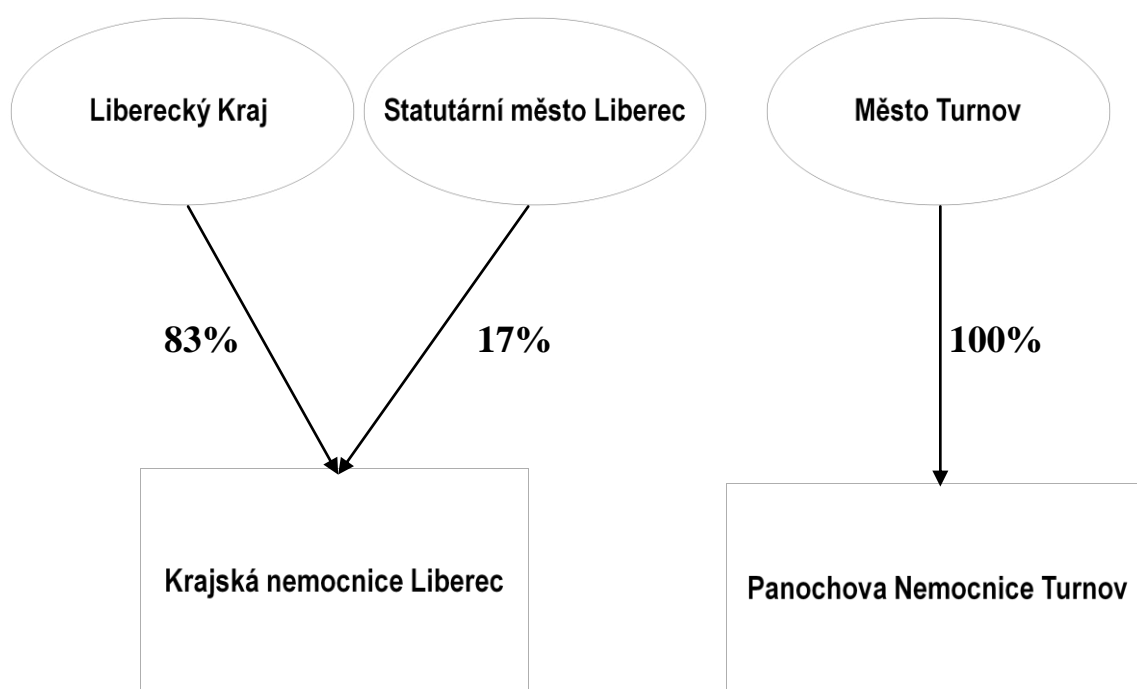 Liberecký Kraj
Statutární město Liberec
Město Turnov
83%
17%
100%
Krajská nemocnice Liberec
Panochova Nemocnice Turnov